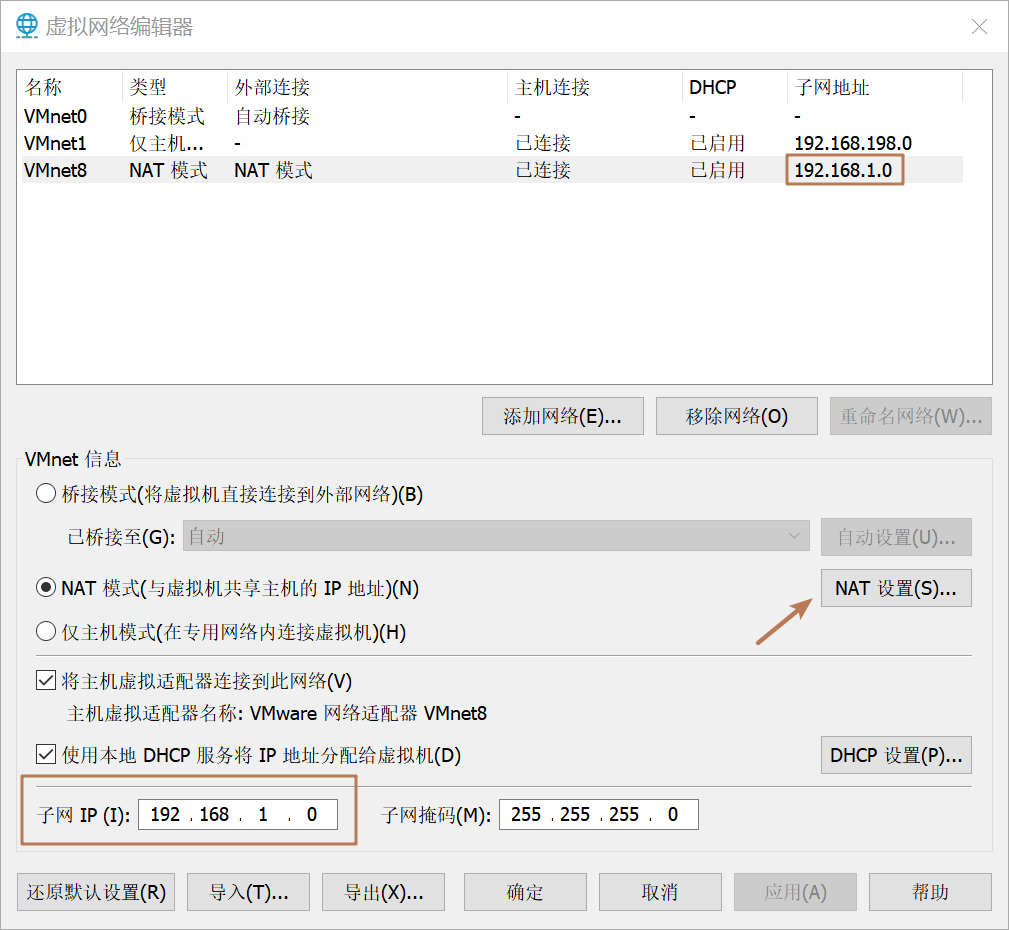 虚拟网络编辑器
名称 类型 外部连接 主机连接 DHCP 子网地址
VMnet0 桥接模式 自动桥接 - - -
VMnet1 仅主机... - 已连接 已启用 192.168.198.0
VMnet8 NAT 模式 NAT 模式 已连接 已启用 192.168.1.0
添加网络(E)... 移除网络(O) 重命名网络(W)...
VMnet 信息
桥接模式(将虚拟机直接连接到外部网络)(B)
已桥接至(G): 自动 自动设置(U)...
NAT 模式(与虚拟机共享主机的 IP 地址)(N) NAT 设置(S)...
仅主机模式(在专用网络内连接虚拟机)(H)
将主机虚拟适配器连接到此网络(V)
主机虚拟适配器名称: VMware 网络适配器 VMnet8
使用本地 DHCP 服务将 IP 地址分配给虚拟机(D) DHCP 设置(P)...
子网 IP (I): 192 . 168 . 1 . 0 子网掩码(M): 255 . 255 . 255 . 0
还原默认设置(R) 导入(T)... 导出(X)... 确定 取消 应用(A) 帮助